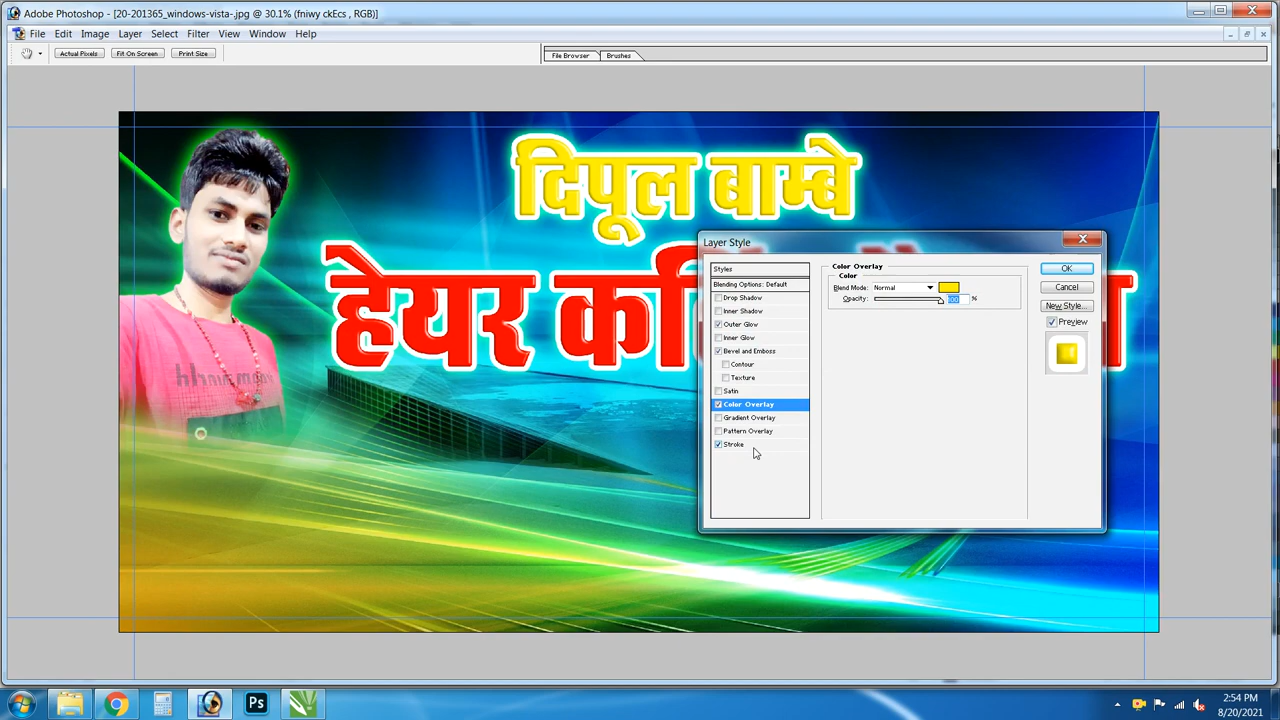 Adobe Photoshop - [20-201365_windows-vista-.jpg @ 30.1% (fniwy ckEcs , RGB)]
File Edit Image Layer Select Filter View Window Help
Actual Pixels Fit On Screen Print Size File Browser Brushes
दिपूल बाम्बे
हेयर
Layer Style
Styles
Blending Options: Default
Drop Shadow
Inner Shadow
Outer Glow
Inner Glow
Bevel and Emboss
Contour
Texture
Satin
Color Overlay
Gradient Overlay
Pattern Overlay
Stroke
Color Overlay
Color
Blend Mode: Normal
Opacity: 100 %
OK
Cancel
New Style...
Preview
Ps
2:54 PM
8/20/2021